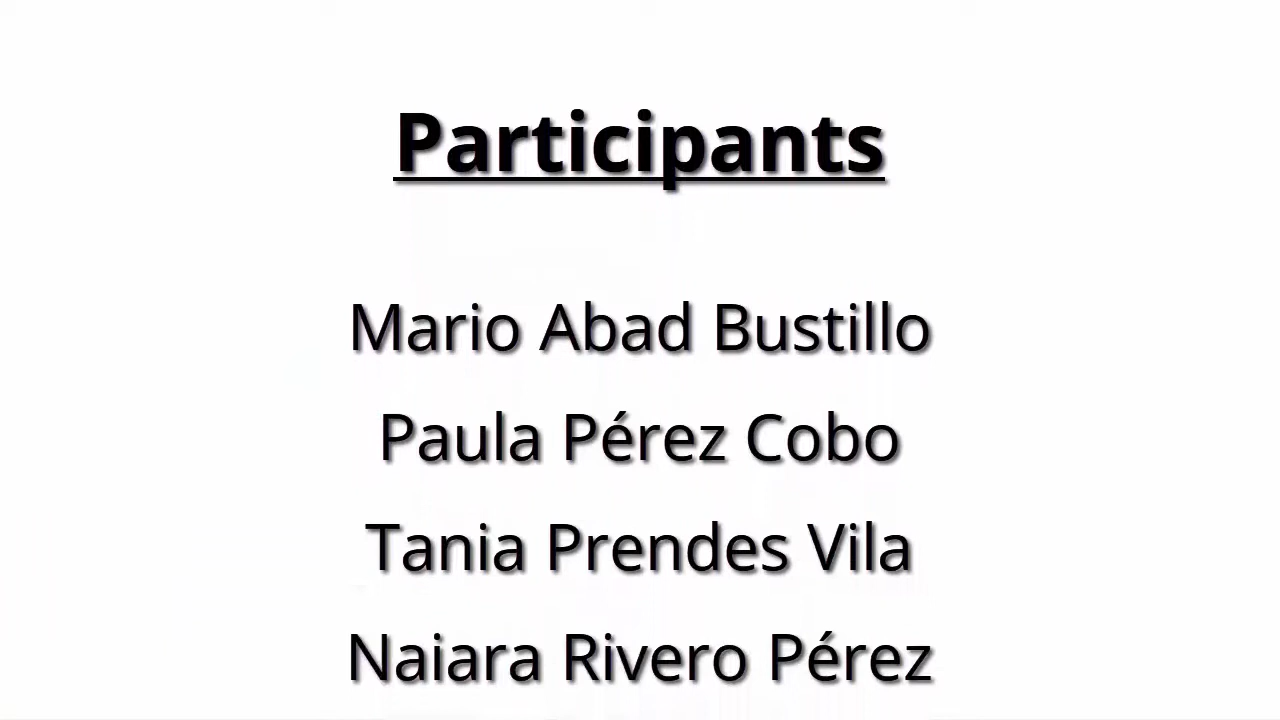 Participants
Mario Abad Bustillo
Paula Pérez Cobo
Tania Prendes Vila
Naiara Rivero Pérez